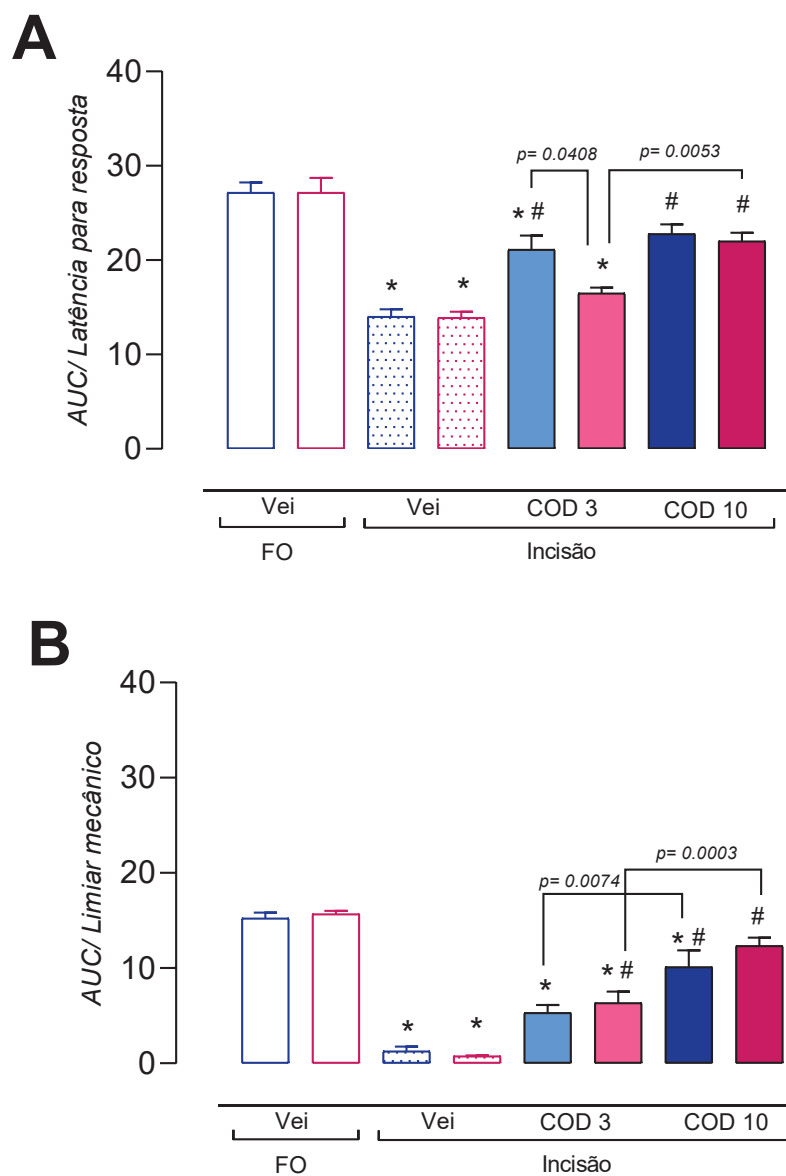 A
AUC/ Latência para resposta
40
30
20
10
0
p= 0.0408
p= 0.0053
* *
* #
*
#
#
Vei Vei COD 3 COD 10
FO Incisão
B
AUC/ Limiar mecânico
40
30
20
10
0
p= 0.0003
p= 0.0074
* *
*
* #
* #
#
Vei Vei COD 3 COD 10
FO Incisão